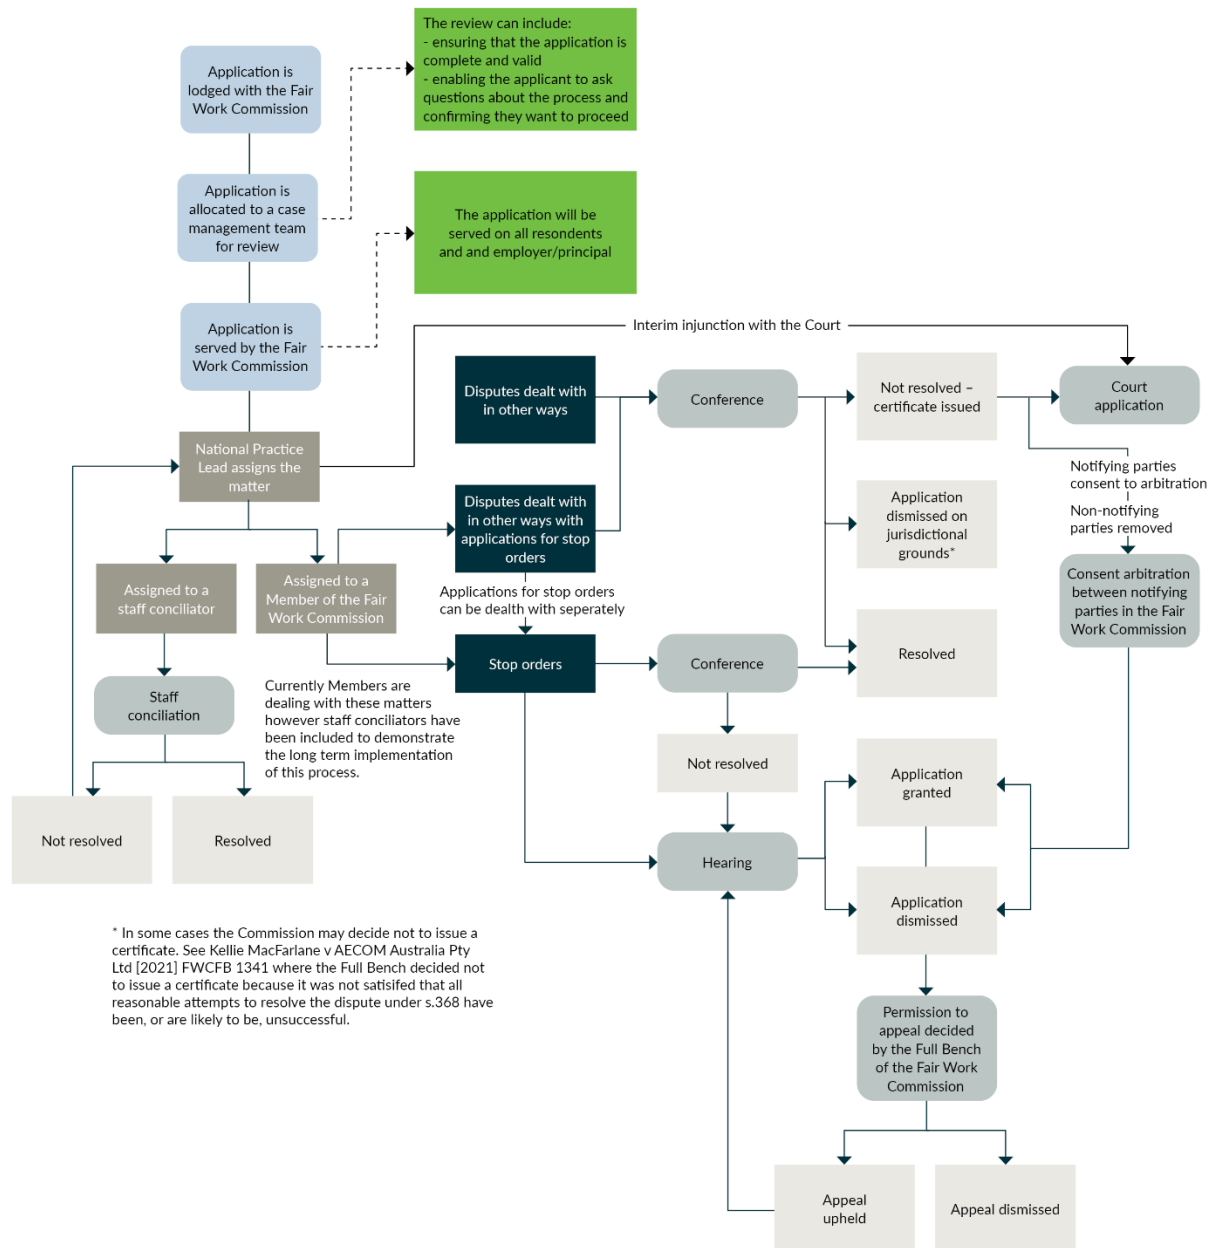 The review can include:
- ensuring that the application is
complete and valid
- enabling the applicant to ask
questions about the process and
confirming they want to proceed
Application is
lodged with the Fair
Work Commission
Application is
allocated to a case
management team
for review
The application will be
served on all resondents
and and employer/principal
Application is
served by the Fair
Work Commission
Interim injunction with the Court
Disputes dealt with
in other ways
Conference
Not resolved –
certificate issued
Court
application
National Practice
Lead assigns the
matter
Notifying parties
consent to arbitration
Non-notifying
parties removed
Disputes dealt with
in other ways with
applications for stop
orders
Application
dismissed on
jurisdictional
grounds*
Assigned to a
staff conciliator
Assigned to a
Member of the Fair
Work Commission
Applications for stop orders
can be dealth with seperately
Consent arbitration
between notifying
parties in the Fair
Work Commission
Stop orders
Conference
Resolved
Staff
conciliation
Currently Members are
dealing with these matters
however staff conciliators have
been included to demonstrate
the long term implementation
of this process.
Not resolved
Application
granted
Not resolved
Resolved
Hearing
Application
dismissed
* In some cases the Commission may decide not to issue a
certificate. See Kellie MacFarlane v AECOM Australia Pty
Ltd [2021] FWCFB 1341 where the Full Bench decided not
to issue a certificate because it was not satisifed that all
reasonable attempts to resolve the dispute under s.368 have
been, or are likely to be, unsuccessful.
Permission to
appeal decided
by the Full Bench
of the Fair Work
Commission
Appeal
upheld
Appeal dismissed